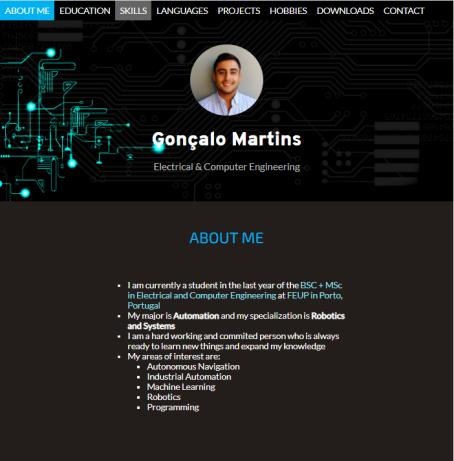 ABOUT ME EDUCATION SKILLS LANGUAGES PROJECTS HOBBIES DOWNLOADS CONTACT
Gonçalo Martins
Electrical & Computer Engineering
ABOUT ME
I am currently a student in the last year of the BSC + MSc
in Electrical and Computer Engineering at FEUP in Porto,
Portugal
My major is Automation and my specialization is Robotics
and Systems
I am a hard working and commited person who is always
ready to learn new things and expand my knowledge
My areas of interest are:
Autonomous Navigation
Industrial Automation
Machine Learning
Robotics
Programming